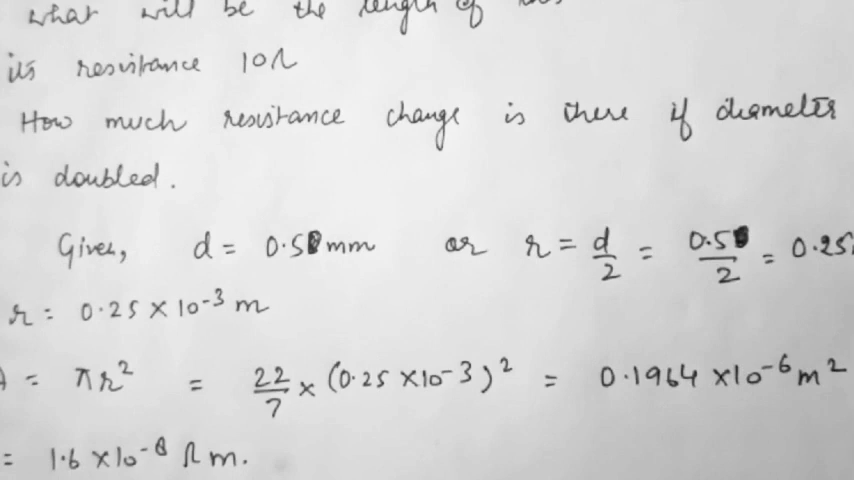 what will be the length of
its resistance 10Ω
How much resistance change is there if diameter
is doubled.
Given, d = 0.5 mm or r = d/2 = 0.5/2 = 0.25
r = 0.25 × 10⁻³ m
= πr² = 22/7 × (0.25 × 10⁻³)² = 0.1964 × 10⁻⁶ m²
= 1.6 × 10⁻⁸ Ω m.